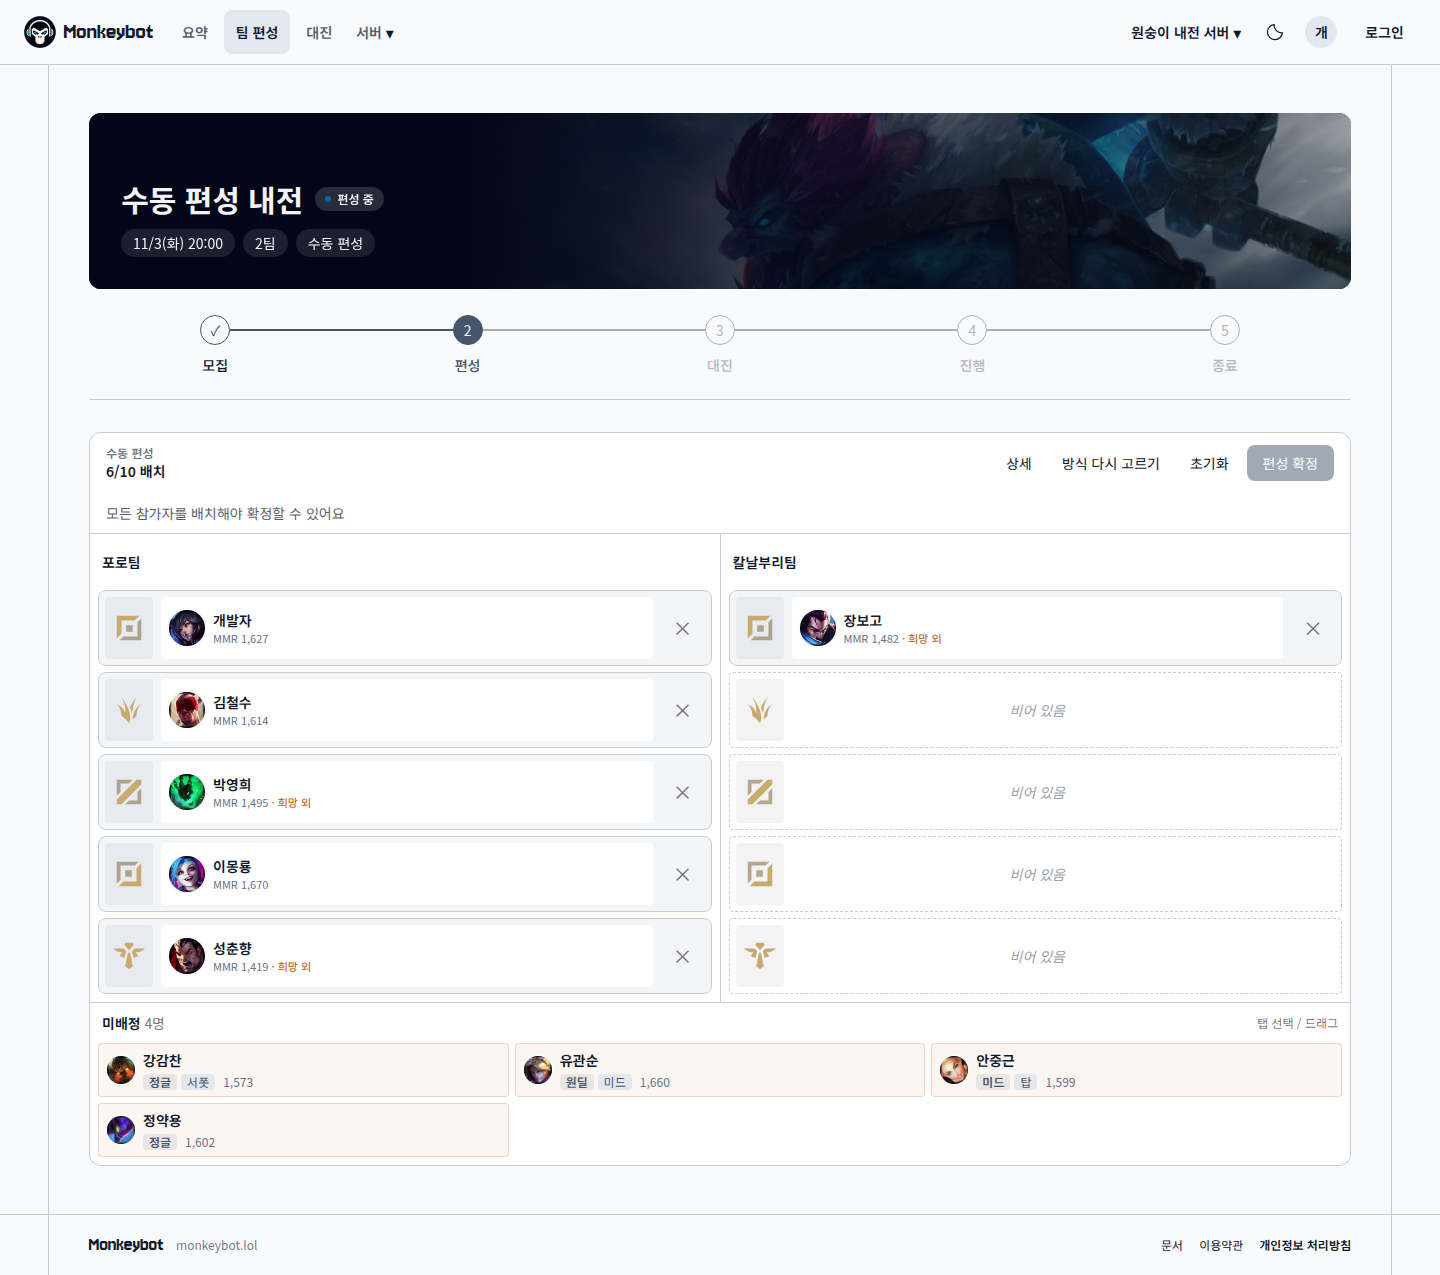 Monkeybot
요약
팀 편성
대진
서버 ▾
원숭이 내전 서버 ▾
개
로그인
수동 편성 내전
편성 중
11/3(화) 20:00
2팀
수동 편성
✓
2
3
4
5
모집
편성
대진
진행
종료
수동 편성
6/10 배치
상세
방식 다시 고르기
초기화
편성 확정
모든 참가자를 배치해야 확정할 수 있어요
포로팀
개발자
MMR 1,627
김철수
MMR 1,614
박영희
MMR 1,495 · 희망 외
이몽룡
MMR 1,670
성춘향
MMR 1,419 · 희망 외
칼날부리팀
장보고
MMR 1,482 · 희망 외
비어 있음
비어 있음
비어 있음
비어 있음
미배정 4명
탭 선택 / 드래그
강감찬
정글 서폿 1,573
유관순
원딜 미드 1,660
안중근
미드 탑 1,599
정약용
정글 1,602
Monkeybot
monkeybot.lol
문서
이용약관
개인정보 처리방침